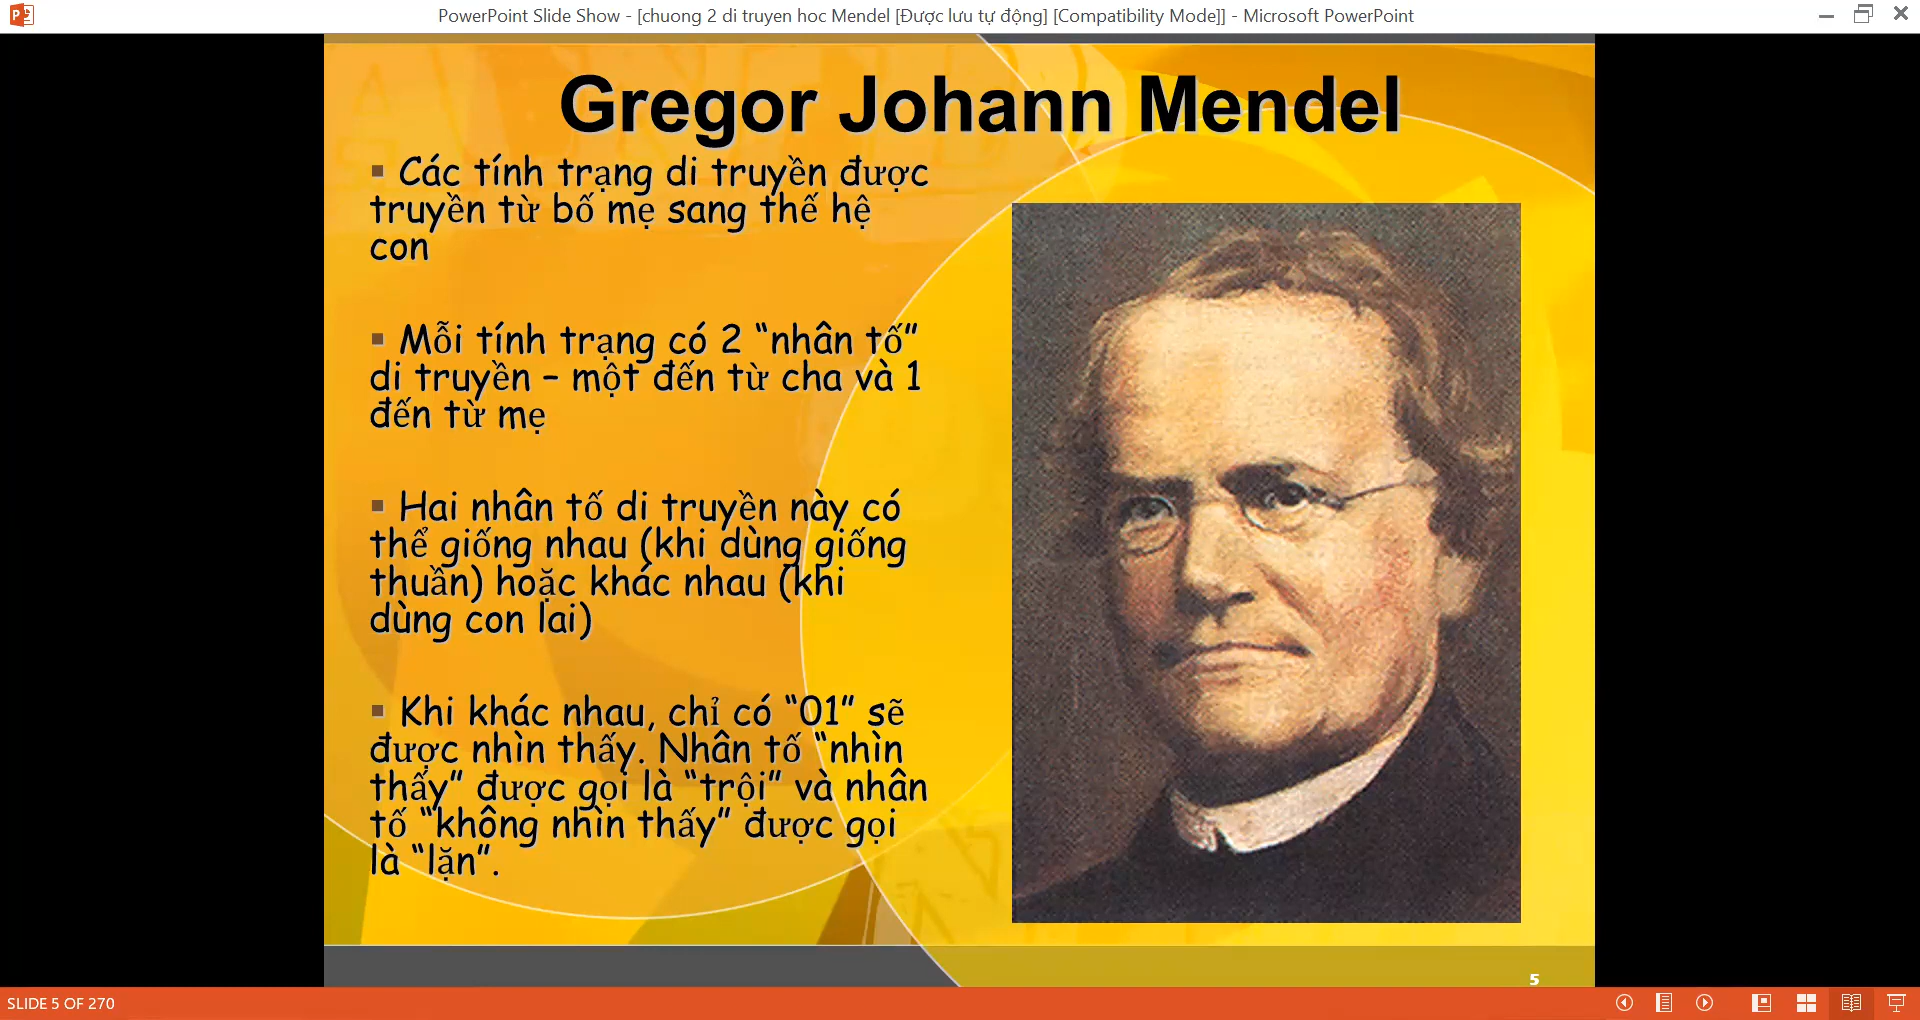 PowerPoint Slide Show - [chuong 2 di truyen hoc Mendel [Được lưu tự động] [Compatibility Mode]] - Microsoft PowerPoint
Gregor Johann Mendel
▪ Các tính trạng di truyền được
truyền từ bố mẹ sang thế hệ
con
▪ Mỗi tính trạng có 2 “nhân tố”
di truyền – một đến từ cha và 1
đến từ mẹ
▪ Hai nhân tố di truyền này có
thể giống nhau (khi dùng giống
thuần) hoặc khác nhau (khi
dùng con lai)
▪ Khi khác nhau, chỉ có “01” sẽ
được nhìn thấy. Nhân tố “nhìn
thấy” được gọi là “trội” và nhân
tố “không nhìn thấy” được gọi
là “lặn”.
5
SLIDE 5 OF 270